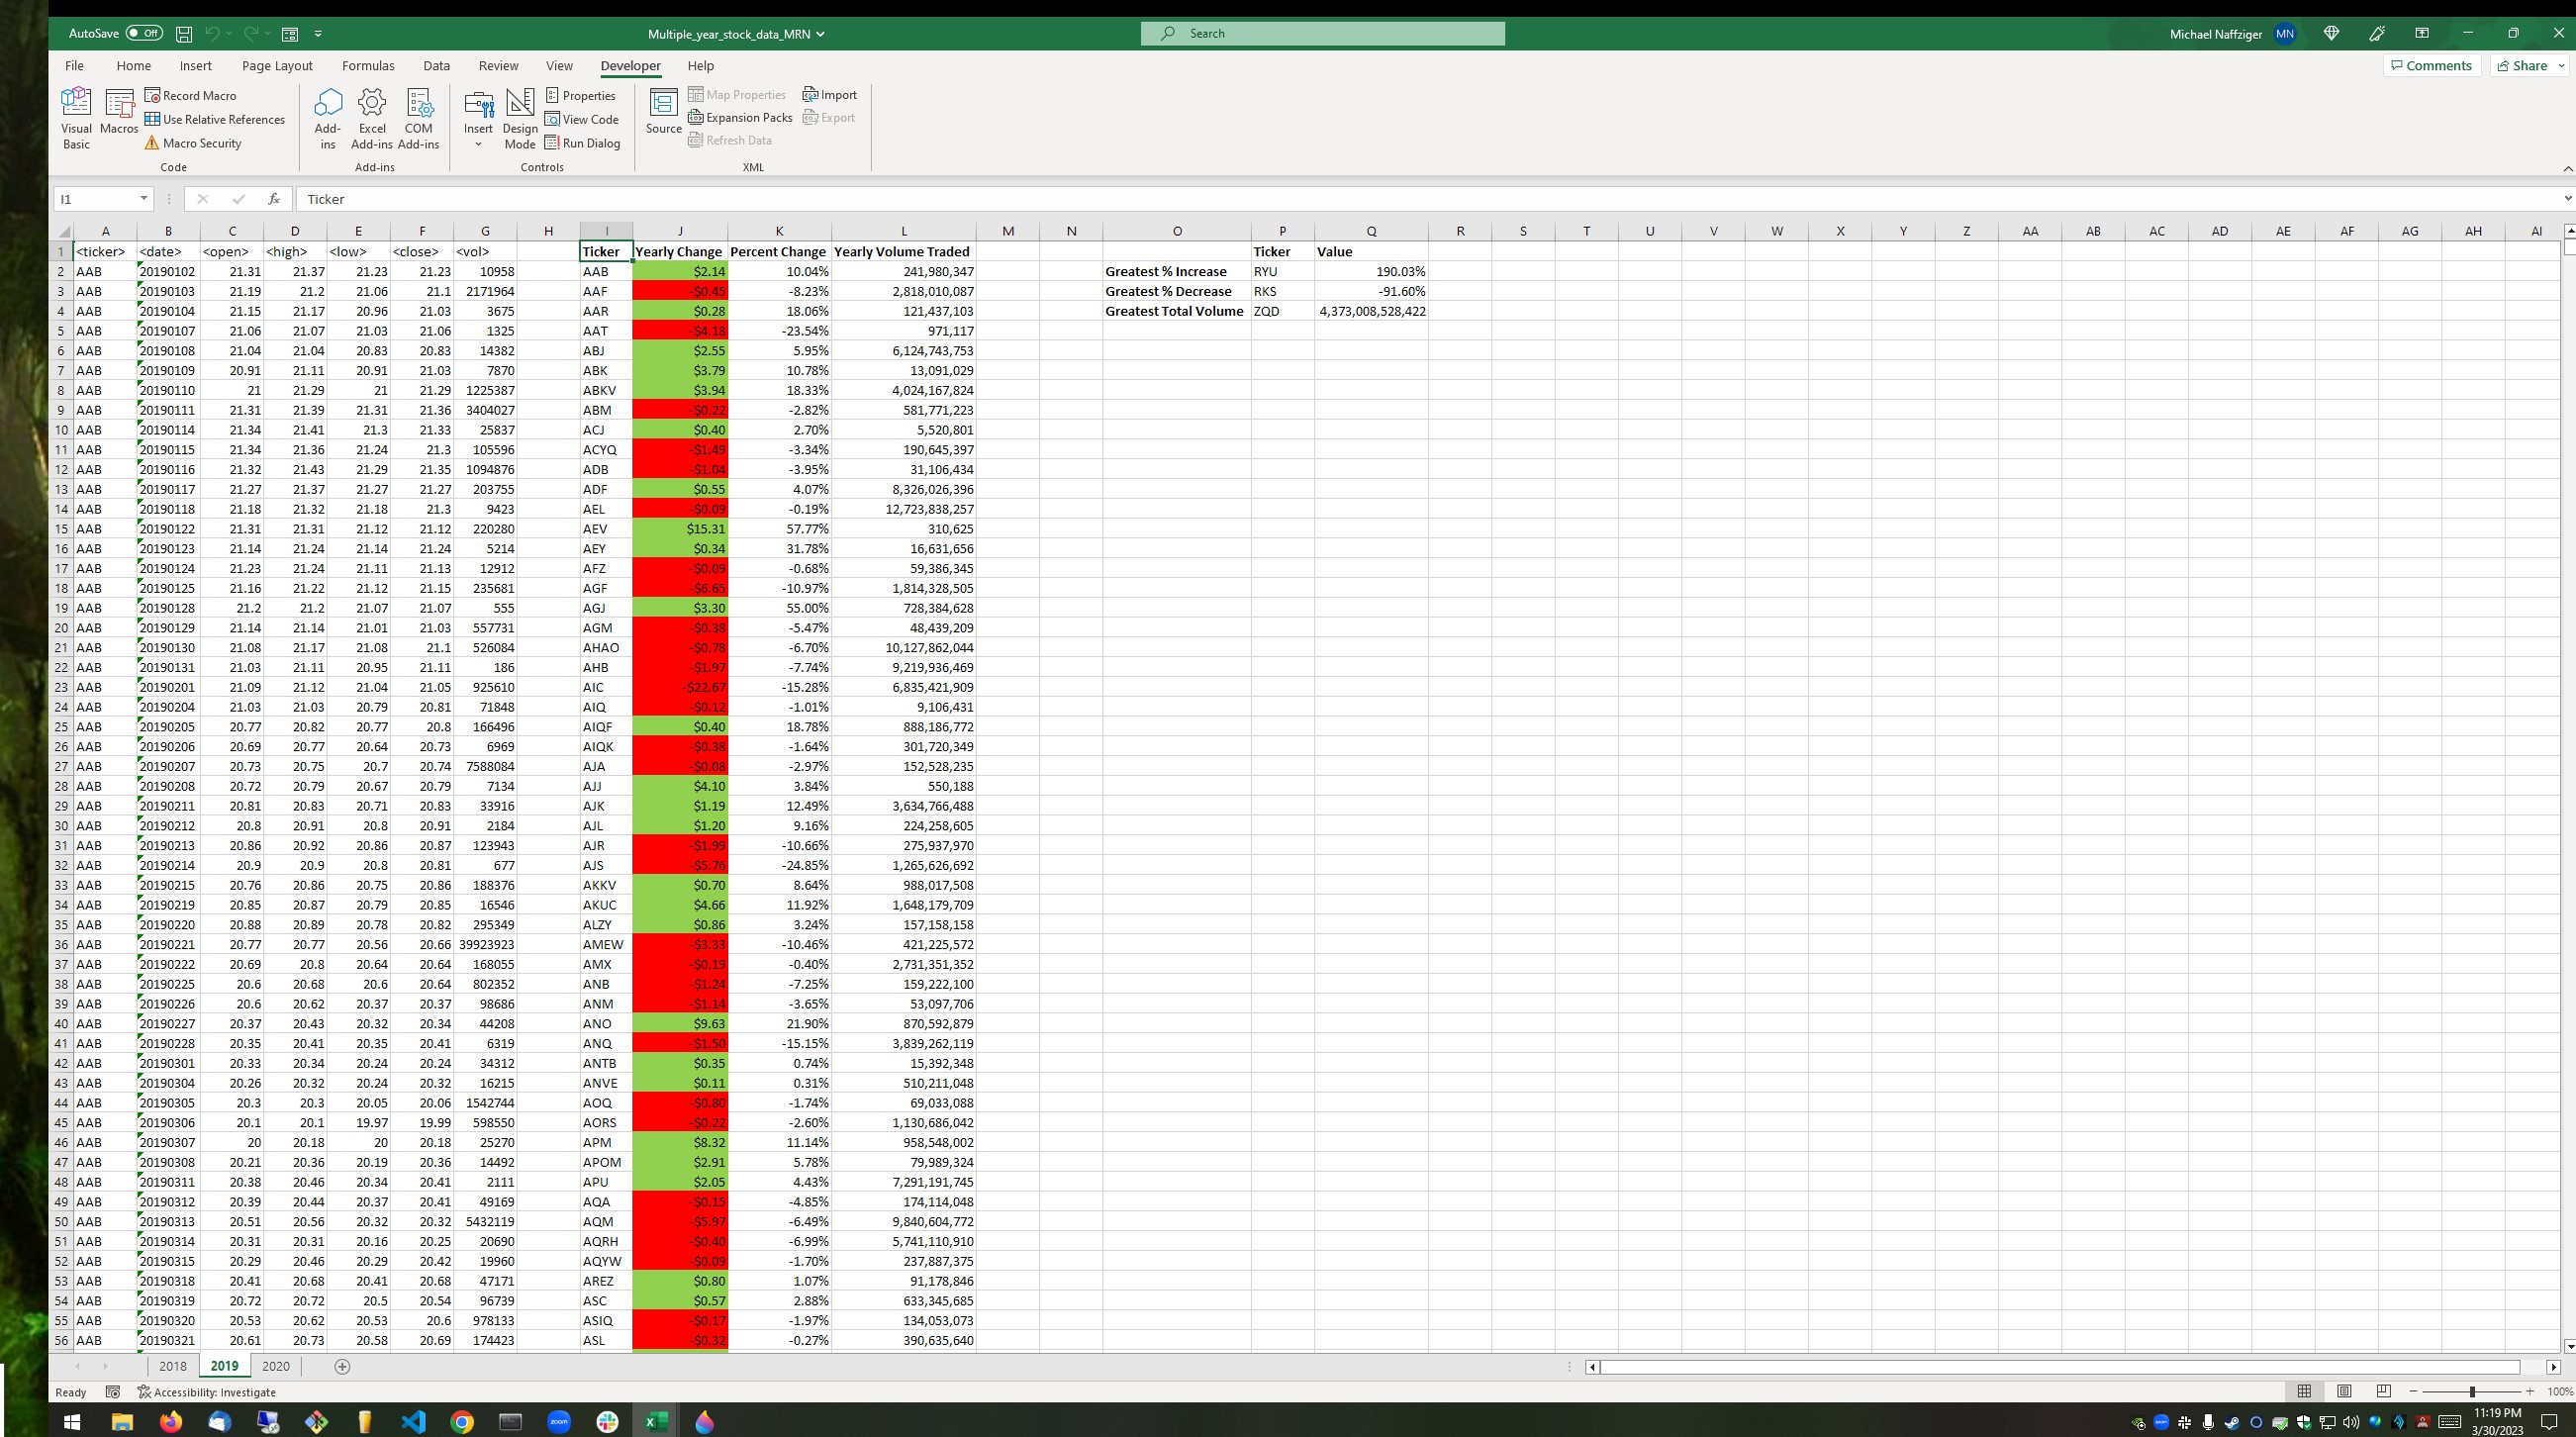 AutoSave Off Multiple_year_stock_data_MRN Search Michael Naffziger MN
File Home Insert Page Layout Formulas Data Review View Developer Help Comments Share
Visual Basic Macros Record Macro Use Relative References Macro Security Code
Add-ins Excel Add-ins COM Add-ins Add-ins
Insert Design Mode Properties View Code Run Dialog Controls
Source Map Properties Expansion Packs Refresh Data Import Export XML
I1 fx Ticker
A B C D E F G H I J K L M N O P Q R S T U V W X Y Z AA AB AC AD AE AF AG AH AI
1 <ticker> <date> <open> <high> <low> <close> <vol> Ticker Yearly Change Percent Change Yearly Volume Traded Ticker Value
2 AAB 20190102 21.31 21.37 21.23 21.23 10958 AAB $2.14 10.04% 241,980,347 Greatest % Increase RYU 190.03%
3 AAB 20190103 21.19 21.2 21.06 21.1 2171964 AAF -$0.45 -8.23% 2,818,010,087 Greatest % Decrease RKS -91.60%
4 AAB 20190104 21.15 21.17 20.96 21.03 3675 AAR $0.28 18.06% 121,437,103 Greatest Total Volume ZQD 4,373,008,528,422
5 AAB 20190107 21.06 21.07 21.03 21.06 1325 AAT -$4.18 -23.54% 971,117
6 AAB 20190108 21.04 21.04 20.83 20.83 14382 ABJ $2.55 5.95% 6,124,743,753
7 AAB 20190109 20.91 21.11 20.91 21.03 7870 ABK $3.79 10.78% 13,091,029
8 AAB 20190110 21 21.29 21 21.29 1225387 ABKV $3.94 18.33% 4,024,167,824
9 AAB 20190111 21.31 21.39 21.31 21.36 3404027 ABM -$0.22 -2.82% 581,771,223
10 AAB 20190114 21.34 21.41 21.3 21.33 25837 ACJ $0.40 2.70% 5,520,801
11 AAB 20190115 21.34 21.36 21.24 21.3 105596 ACYQ -$1.49 -3.34% 190,645,397
12 AAB 20190116 21.32 21.43 21.29 21.35 1094876 ADB -$1.04 -3.95% 31,106,434
13 AAB 20190117 21.27 21.37 21.27 21.27 203755 ADF $0.55 4.07% 8,326,026,396
14 AAB 20190118 21.18 21.32 21.18 21.3 9423 AEL -$0.09 -0.19% 12,723,838,257
15 AAB 20190122 21.31 21.31 21.12 21.12 220280 AEV $15.31 57.77% 310,625
16 AAB 20190123 21.14 21.24 21.14 21.24 5214 AEY $0.34 31.78% 16,631,656
17 AAB 20190124 21.23 21.24 21.11 21.13 12912 AFZ -$0.09 -0.68% 59,386,345
18 AAB 20190125 21.16 21.22 21.12 21.15 235681 AGF -$6.65 -10.97% 1,814,328,505
19 AAB 20190128 21.2 21.2 21.07 21.07 555 AGJ $3.30 55.00% 728,384,628
20 AAB 20190129 21.14 21.14 21.01 21.03 557731 AGM -$0.38 -5.47% 48,439,209
21 AAB 20190130 21.08 21.17 21.08 21.1 526084 AHAO -$0.78 -6.70% 10,127,862,044
22 AAB 20190131 21.03 21.11 20.95 21.11 186 AHB -$1.97 -7.74% 9,219,936,469
23 AAB 20190201 21.09 21.12 21.04 21.05 925610 AIC -$22.67 -15.28% 6,835,421,909
24 AAB 20190204 21.03 21.03 20.79 20.81 71848 AIQ -$0.12 -1.01% 9,106,431
25 AAB 20190205 20.77 20.82 20.77 20.8 166496 AIQF $0.40 18.78% 888,186,772
26 AAB 20190206 20.69 20.77 20.64 20.73 6969 AIQK -$0.38 -1.64% 301,720,349
27 AAB 20190207 20.73 20.75 20.7 20.74 7588084 AJA -$0.08 -2.97% 152,528,235
28 AAB 20190208 20.72 20.79 20.67 20.79 7134 AJJ $4.10 3.84% 550,188
29 AAB 20190211 20.81 20.83 20.71 20.83 33916 AJK $1.19 12.49% 3,634,766,488
30 AAB 20190212 20.8 20.91 20.8 20.91 2184 AJL $1.20 9.16% 224,258,605
31 AAB 20190213 20.86 20.92 20.86 20.87 123943 AJR -$1.99 -10.66% 275,937,970
32 AAB 20190214 20.9 20.9 20.8 20.81 677 AJS -$5.76 -24.85% 1,265,626,692
33 AAB 20190215 20.76 20.86 20.75 20.86 188376 AKKV $0.70 8.64% 988,017,508
34 AAB 20190219 20.85 20.87 20.79 20.85 16546 AKUC $4.66 11.92% 1,648,179,709
35 AAB 20190220 20.88 20.89 20.78 20.82 295349 ALZY $0.86 3.24% 157,158,158
36 AAB 20190221 20.77 20.77 20.56 20.66 39923923 AMEW -$3.33 -10.46% 421,225,572
37 AAB 20190222 20.69 20.8 20.64 20.64 168055 AMX -$0.19 -0.40% 2,731,351,352
38 AAB 20190225 20.6 20.68 20.6 20.64 802352 ANB -$1.24 -7.25% 159,222,100
39 AAB 20190226 20.6 20.62 20.37 20.37 98686 ANM -$1.14 -3.65% 53,097,706
40 AAB 20190227 20.37 20.43 20.32 20.34 44208 ANO $9.63 21.90% 870,592,879
41 AAB 20190228 20.35 20.41 20.35 20.41 6319 ANQ -$1.50 -15.15% 3,839,262,119
42 AAB 20190301 20.33 20.34 20.24 20.24 34312 ANTB $0.35 0.74% 15,392,348
43 AAB 20190304 20.26 20.32 20.24 20.32 16215 ANVE $0.11 0.31% 510,211,048
44 AAB 20190305 20.3 20.3 20.05 20.06 1542744 AOQ -$0.80 -1.74% 69,033,088
45 AAB 20190306 20.1 20.1 19.97 19.99 598550 AORS -$0.22 -2.60% 1,130,686,042
46 AAB 20190307 20 20.18 20 20.18 25270 APM $8.32 11.14% 958,548,002
47 AAB 20190308 20.21 20.36 20.19 20.36 14492 APOM $2.91 5.78% 79,989,324
48 AAB 20190311 20.38 20.46 20.34 20.41 2111 APU $2.05 4.43% 7,291,191,745
49 AAB 20190312 20.39 20.44 20.37 20.41 49169 AQA -$0.15 -4.85% 174,114,048
50 AAB 20190313 20.51 20.56 20.32 20.32 5432119 AQM -$5.97 -6.49% 9,840,604,772
51 AAB 20190314 20.31 20.31 20.16 20.25 20690 AQRH -$0.40 -6.99% 5,741,110,910
52 AAB 20190315 20.29 20.46 20.29 20.42 19960 AQYW -$0.09 -1.70% 237,887,375
53 AAB 20190318 20.41 20.68 20.41 20.68 47171 AREZ $0.80 1.07% 91,178,846
54 AAB 20190319 20.72 20.72 20.5 20.54 96739 ASC $0.57 2.88% 633,345,685
55 AAB 20190320 20.53 20.62 20.53 20.6 978133 ASIQ -$0.17 -1.97% 134,053,073
56 AAB 20190321 20.61 20.73 20.58 20.69 174423 ASL -$0.32 -0.27% 390,635,640
2018 2019 2020
Ready Accessibility: Investigate 100%
zoom 11:19 PM
3/30/2023